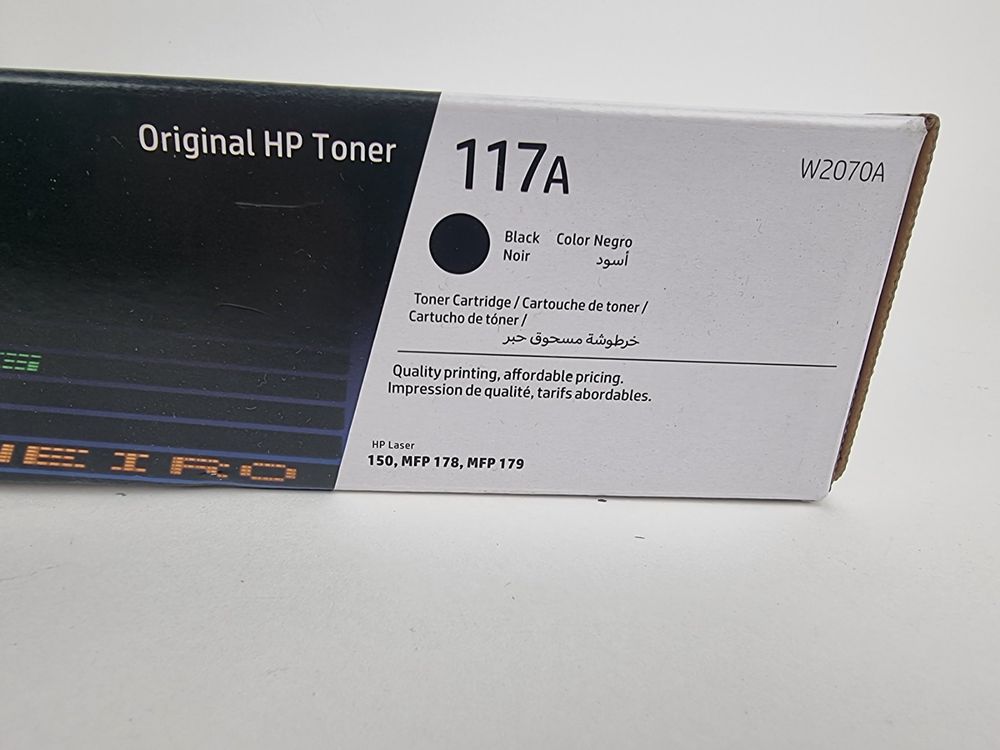 Original HP Toner
117A
W2070A
Black Color Negro
Noir أسود
Toner Cartridge / Cartouche de toner /
Cartucho de tóner /
خرطوشة مسحوق حبر
Quality printing, affordable pricing.
Impression de qualité, tarifs abordables.
HP Laser
150, MFP 178, MFP 179
EIRO